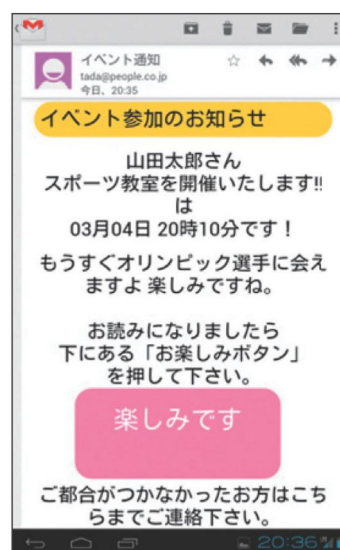 イベント通知
tada@people.co.jp
今日、20:35
イベント参加のお知らせ
山田太郎さん
スポーツ教室を開催いたします!!
は
03月04日 20時10分です！
もうすぐオリンピック選手に会え
ますよ 楽しみですね。
お読みになりましたら
下にある「お楽しみボタン」
を押して下さい。
楽しみです
ご都合がつかなかったお方はこち
らまでご連絡下さい。
20:36